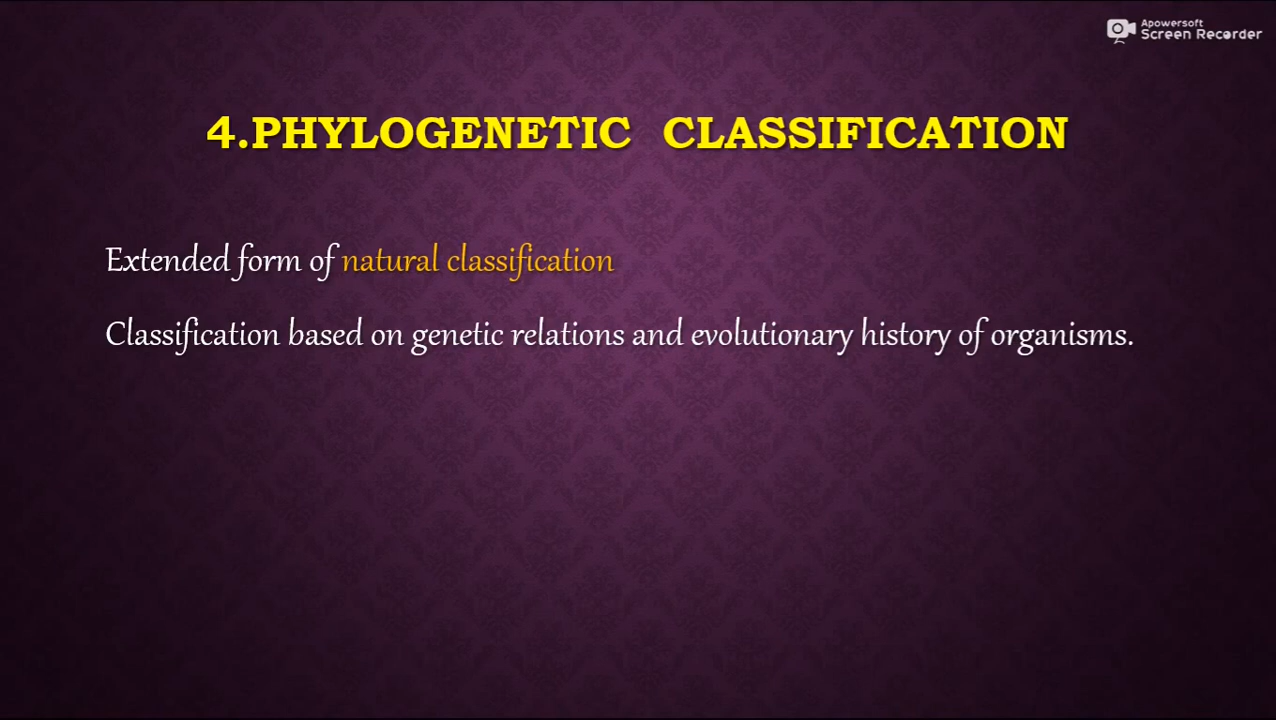 Apowersoft
Screen Recorder
4.PHYLOGENETIC CLASSIFICATION
Extended form of natural classification
Classification based on genetic relations and evolutionary history of organisms.